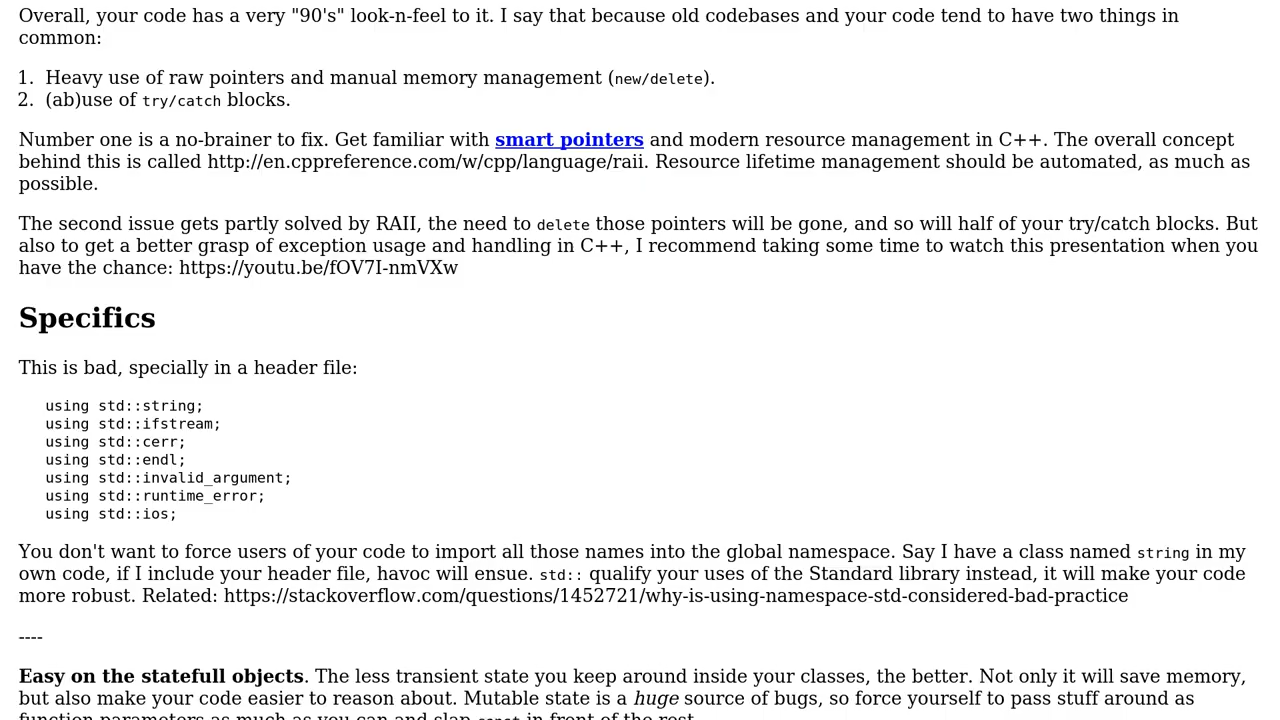 Overall, your code has a very "90's" look-n-feel to it. I say that because old codebases and your code tend to have two things in
common:
1. Heavy use of raw pointers and manual memory management (new/delete).
2. (ab)use of try/catch blocks.
Number one is a no-brainer to fix. Get familiar with smart pointers and modern resource management in C++. The overall concept
behind this is called http://en.cppreference.com/w/cpp/language/raii. Resource lifetime management should be automated, as much as
possible.
The second issue gets partly solved by RAII, the need to delete those pointers will be gone, and so will half of your try/catch blocks. But
also to get a better grasp of exception usage and handling in C++, I recommend taking some time to watch this presentation when you
have the chance: https://youtu.be/fOV7I-nmVXw
Specifics
This is bad, specially in a header file:
using std::string;
using std::ifstream;
using std::cerr;
using std::endl;
using std::invalid_argument;
using std::runtime_error;
using std::ios;
You don't want to force users of your code to import all those names into the global namespace. Say I have a class named string in my
own code, if I include your header file, havoc will ensue. std:: qualify your uses of the Standard library instead, it will make your code
more robust. Related: https://stackoverflow.com/questions/1452721/why-is-using-namespace-std-considered-bad-practice
----
Easy on the statefull objects. The less transient state you keep around inside your classes, the better. Not only it will save memory,
but also make your code easier to reason about. Mutable state is a huge source of bugs, so force yourself to pass stuff around as
function parameters as much as you can and slap const in front of the rest.